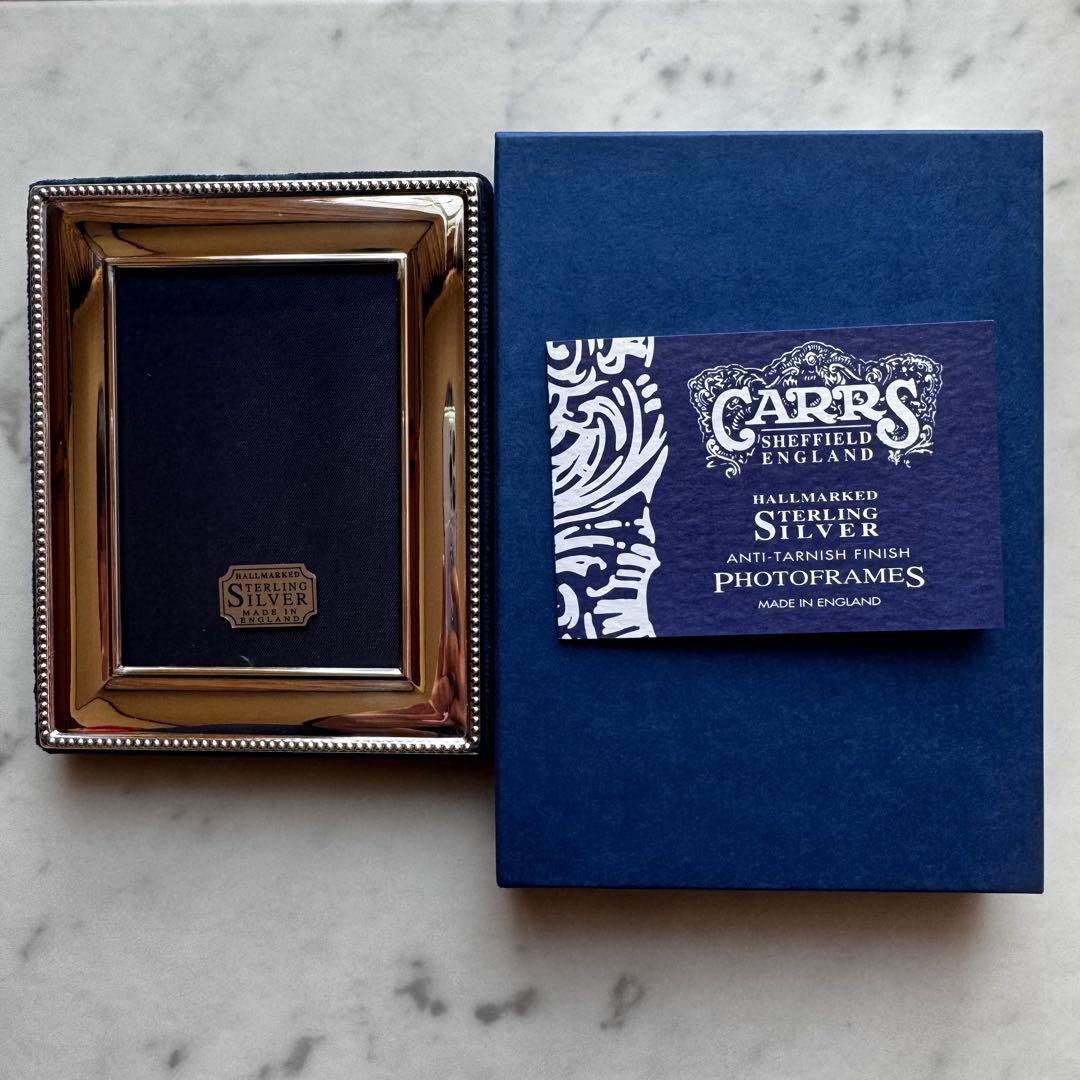 HALLMARKED
STERLING
SILVER
MADE IN
ENGLAND
CARRS
SHEFFIELD
ENGLAND
HALLMARKED
STERLING
SILVER
ANTI-TARNISH FINISH
PHOTOFRAMES
MADE IN ENGLAND